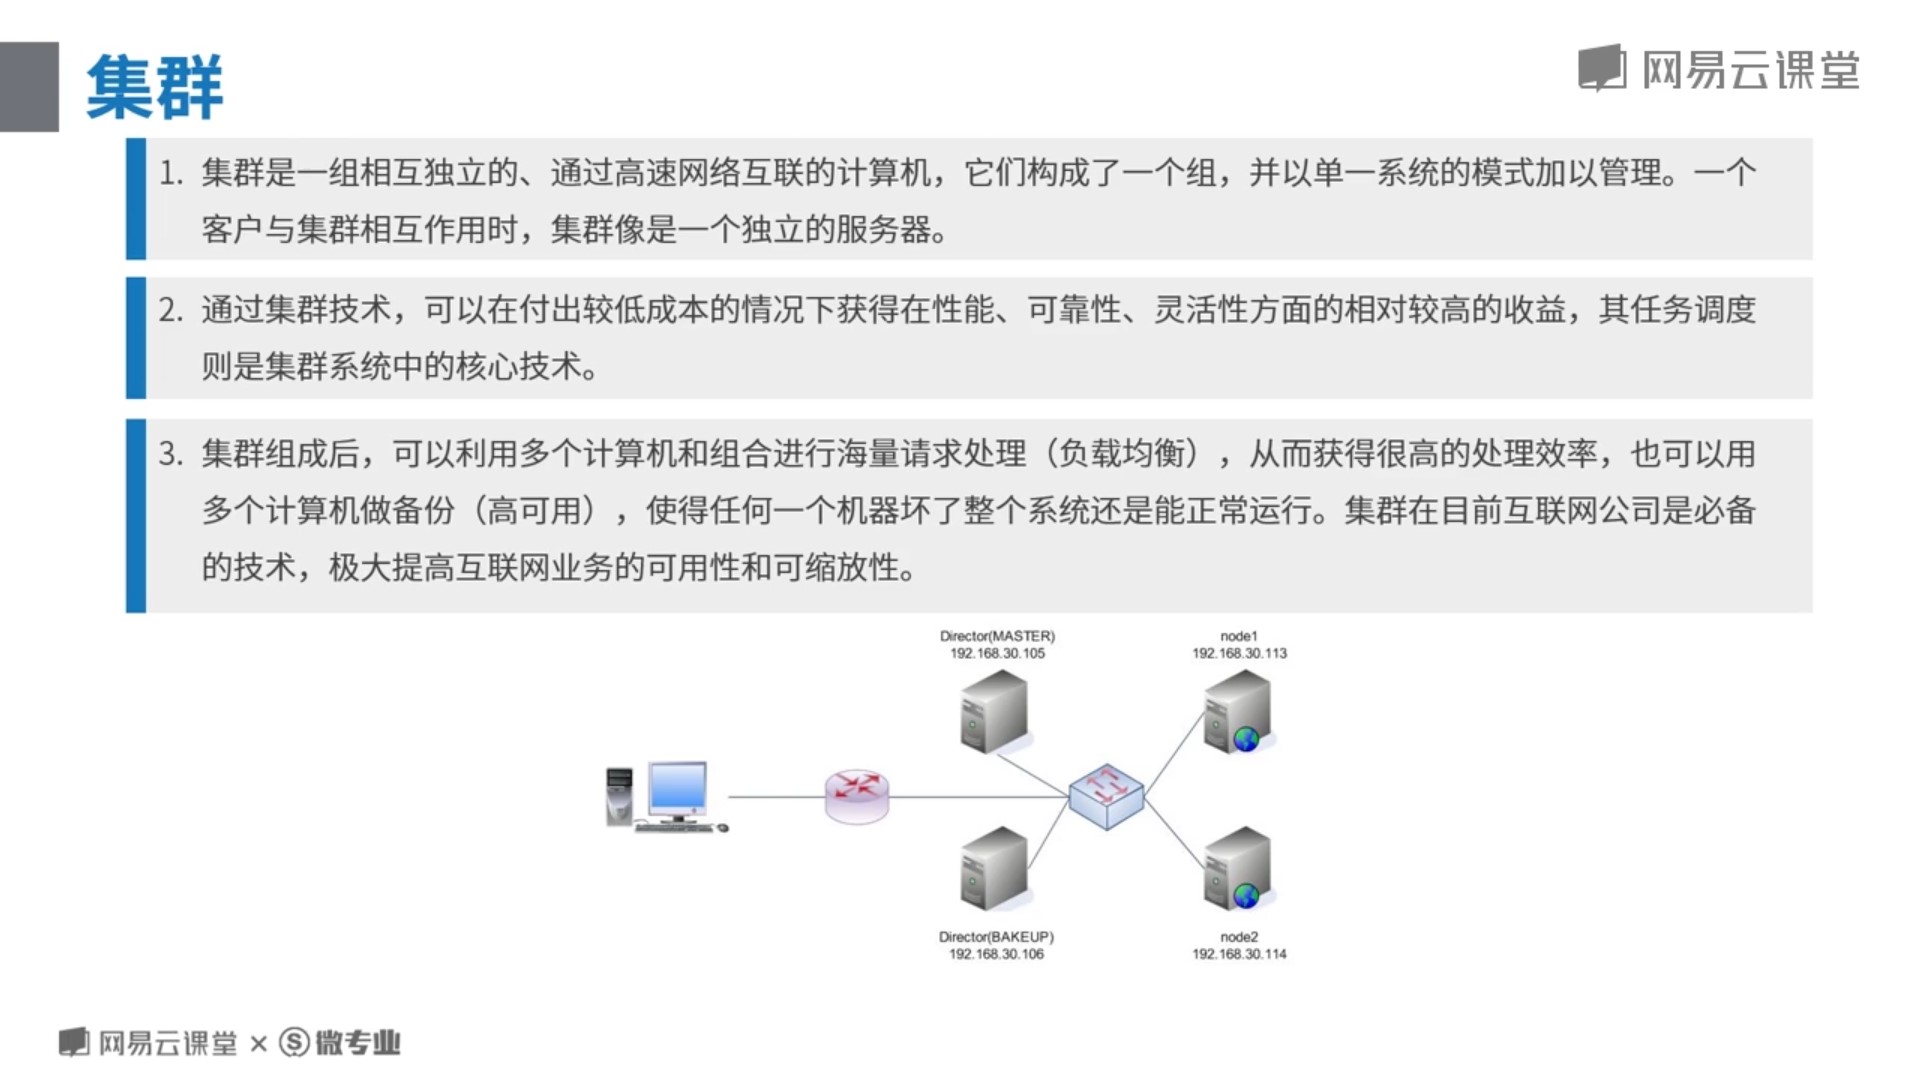 集群
网易云课堂
1. 集群是一组相互独立的、通过高速网络互联的计算机，它们构成了一个组，并以单一系统的模式加以管理。一个
客户与集群相互作用时，集群像是一个独立的服务器。
2. 通过集群技术，可以在付出较低成本的情况下获得在性能、可靠性、灵活性方面的相对较高的收益，其任务调度
则是集群系统中的核心技术。
3. 集群组成后，可以利用多个计算机和组合进行海量请求处理（负载均衡），从而获得很高的处理效率，也可以用
多个计算机做备份（高可用），使得任何一个机器坏了整个系统还是能正常运行。集群在目前互联网公司是必备
的技术，极大提高互联网业务的可用性和可缩放性。
Director(MASTER)
192.168.30.105
node1
192.168.30.113
Director(BAKEUP)
192.168.30.106
node2
192.168.30.114
网易云课堂 × S 微专业